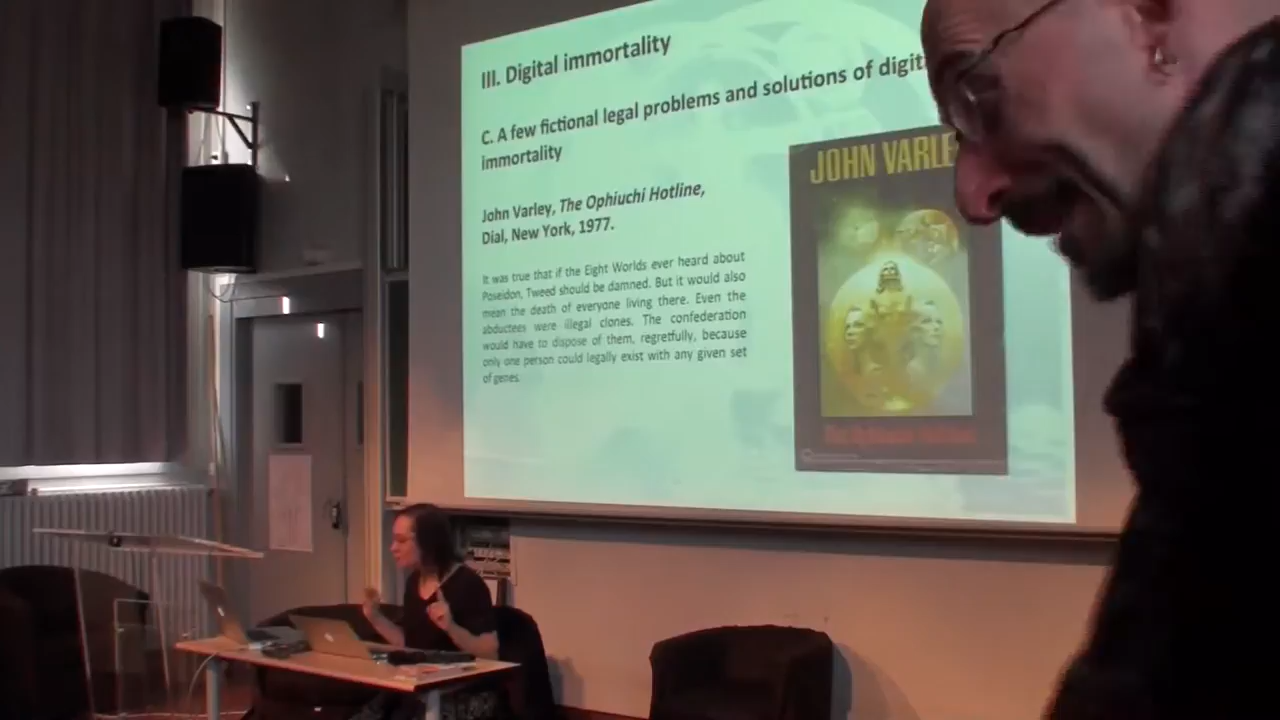 III. Digital immortality
C. A few fictional legal problems and solutions of digit
immortality
John Varley, The Ophiuchi Hotline,
Dial, New York, 1977.
It was true that if the Eight Worlds ever heard about
Poseidon, Tweed should be damned. But it would also
mean the death of everyone living there. Even the
abductees were illegal clones. The confederation
would have to dispose of them, regretfully, because
only one person could legally exist with any given set
of genes.
JOHN VARLE